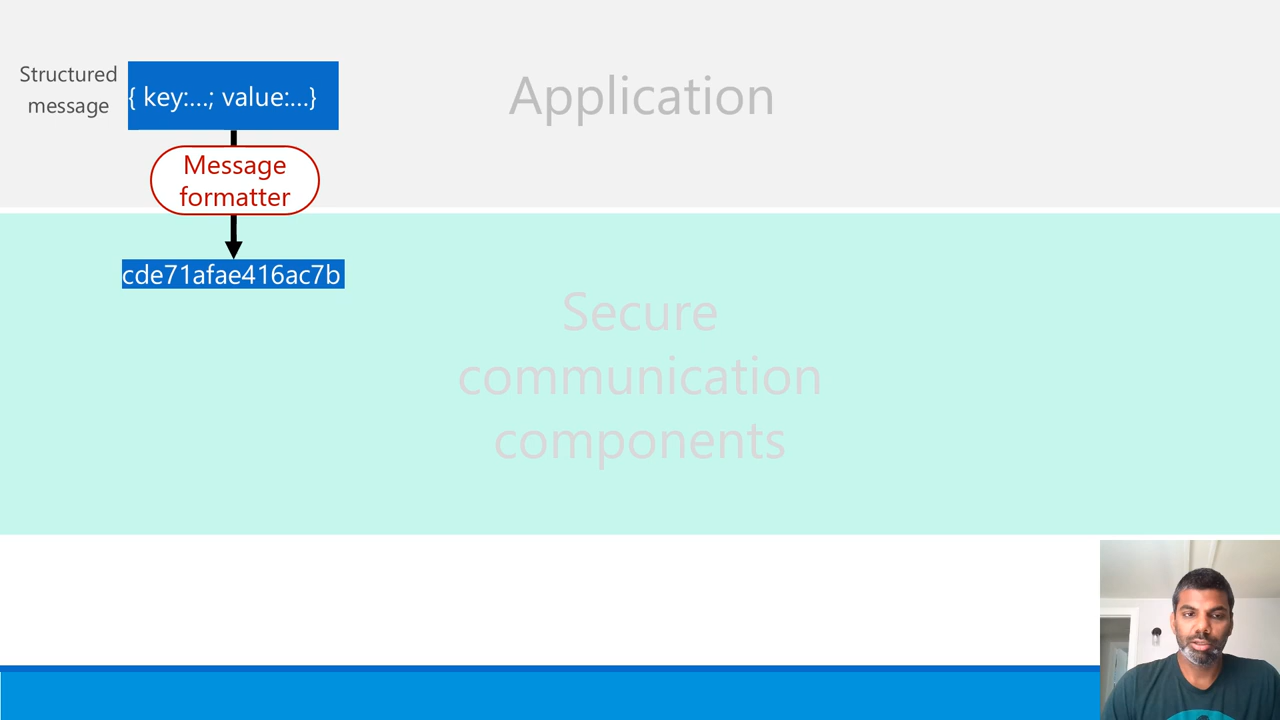 Structured
message
{ key:...; value:...}
Application
Message
formatter
cde71afae416ac7b
Secure
communication
components